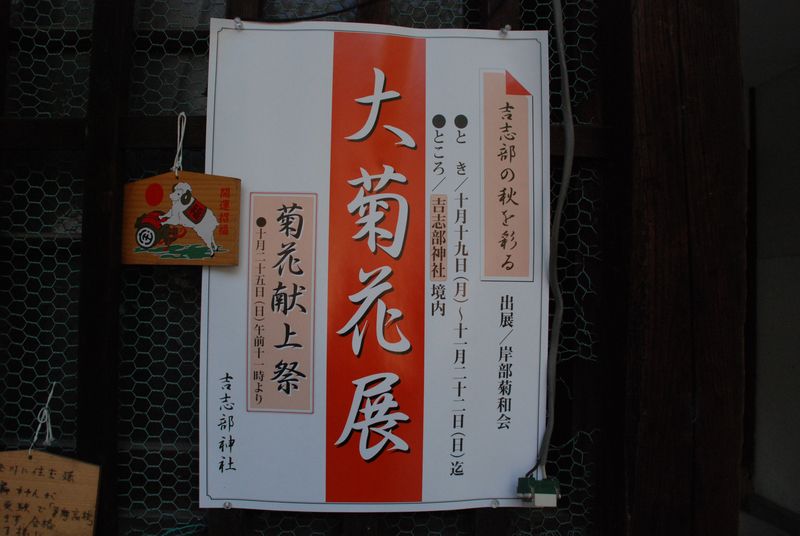 吉志部の秋を彩る
出展/岸部菊和会
●とき/十月十九日(月)～十一月二十二日(日)迄
●ところ/吉志部神社境内
大菊花展
菊花献上祭
●十月二十五日(日)午前十一時より
吉志部神社
開運招福